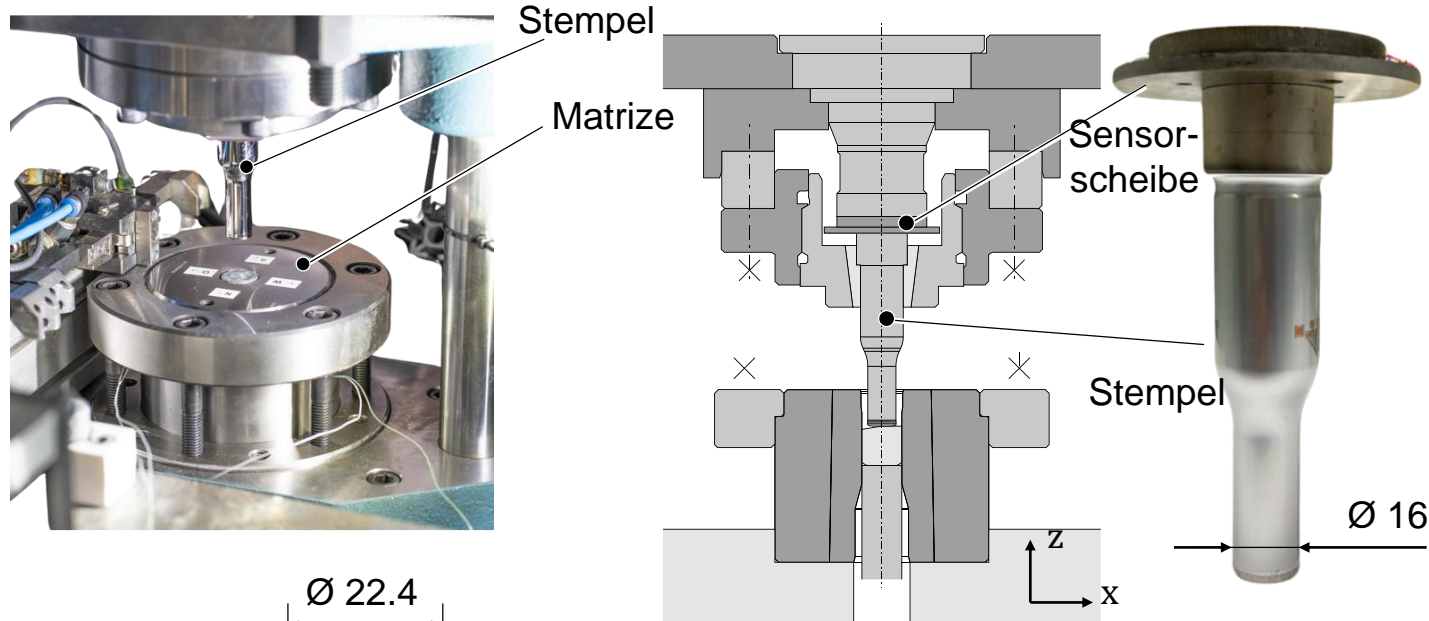 Stempel
Matrize
Sensor-
scheibe
Stempel
Ø 16
z
x
Ø 22.4
S
O
W
N